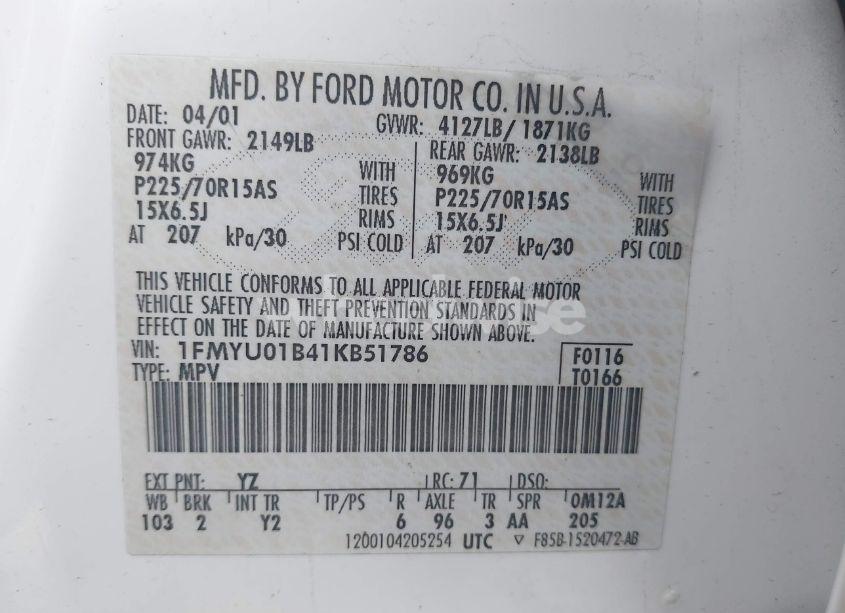 MFD. BY FORD MOTOR CO. IN U.S.A.
DATE: 04/01 GVWR: 4127LB/ 1871KG
FRONT GAWR: 2149LB REAR GAWR: 2138LB
974KG WITH 969KG WITH
P225/70R15AS TIRES P225/70R15AS TIRES
15X6.5J RIMS 15X6.5J RIMS
AT 207 kPa/30 PSI COLD AT 207 kPa/30 PSI COLD
THIS VEHICLE CONFORMS TO ALL APPLICABLE FEDERAL MOTOR
VEHICLE SAFETY AND THEFT PREVENTION STANDARDS IN
EFFECT ON THE DATE OF MANUFACTURE SHOWN ABOVE.
VIN: 1FMYU01B41KB51786 F0116
TYPE: MPV T0166
EXT PNT: YZ RC: 71 DSO:
WB BRK INT TR TP/PS R AXLE TR SPR 0M12A
103 2 Y2 6 96 3 AA 205
1200104205254 UTC ▽ F85B-1520472-AB